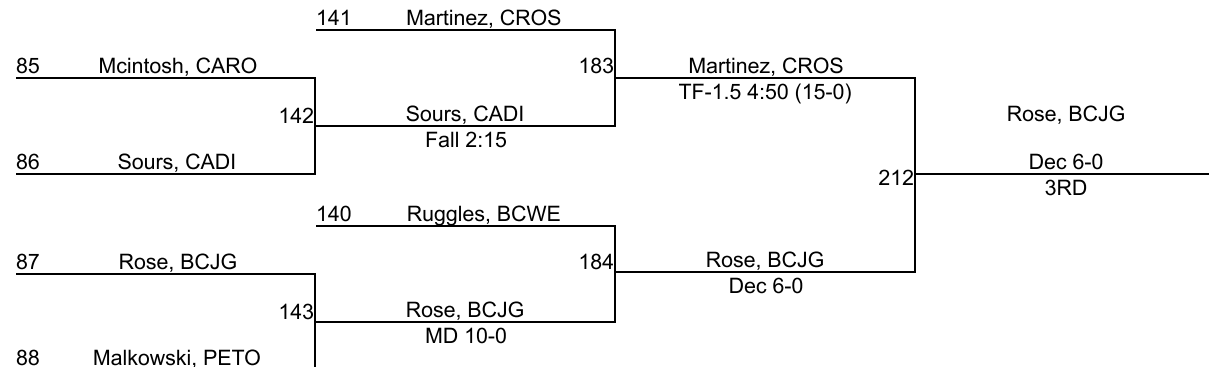 141 Martinez, CROS
85 Mcintosh, CARO
183 Martinez, CROS
TF-1.5 4:50 (15-0)
142 Sours, CADI
Fall 2:15
Rose, BCJG
86 Sours, CADI
Dec 6-0
212
3RD
140 Ruggles, BCWE
87 Rose, BCJG
184 Rose, BCJG
Dec 6-0
143 Rose, BCJG
MD 10-0
88 Malkowski, PETO